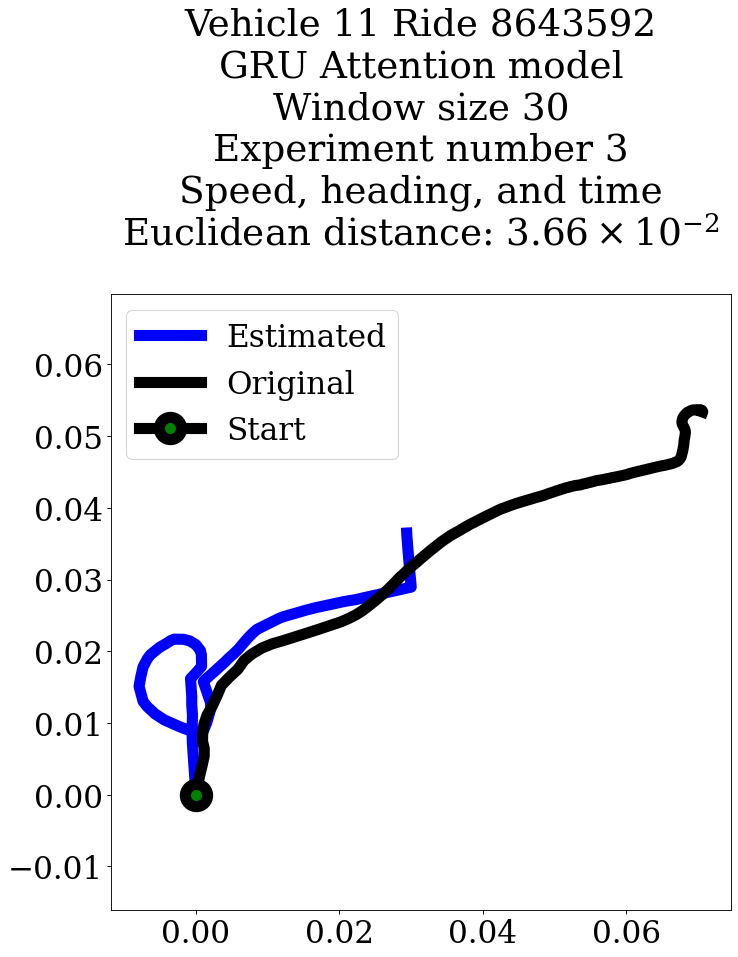 Vehicle 11 Ride 8643592
GRU Attention model
Window size 30
Experiment number 3
Speed, heading, and time
Euclidean distance: 3.66 × 10⁻²
Estimated
Original
Start
0.06
0.05
0.04
0.03
0.02
0.01
0.00
−0.01
0.00 0.02 0.04 0.06